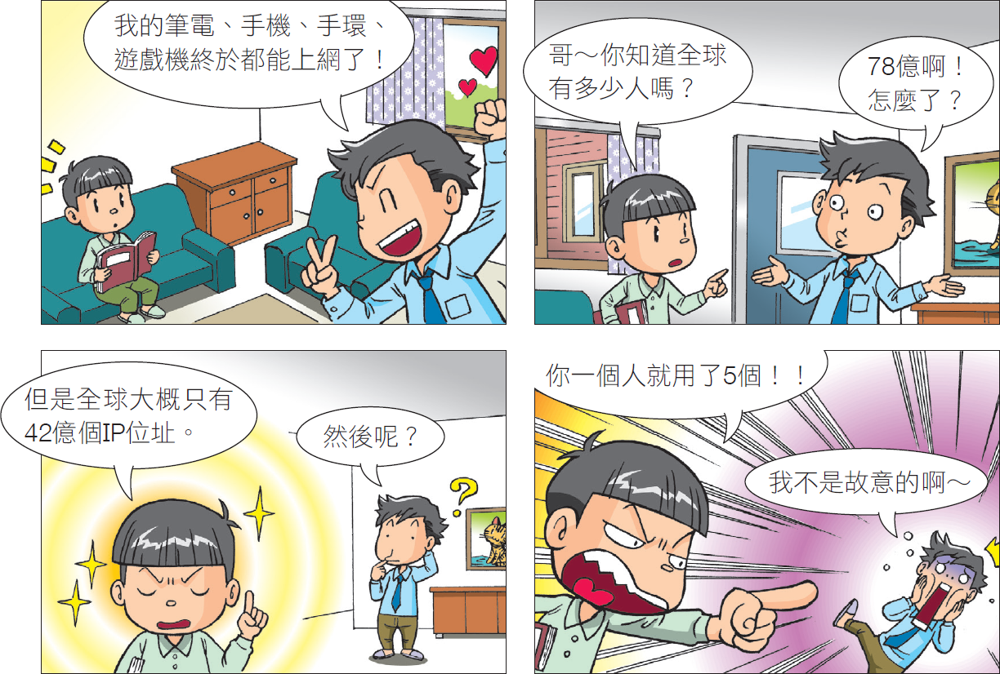 我的筆電、手機、手環、
遊戲機終於都能上網了！
哥～你知道全球
有多少人嗎？
78億啊！
怎麼了？
但是全球大概只有
42億個IP位址。
然後呢？
你一個人就用了5個！！
我不是故意的啊～